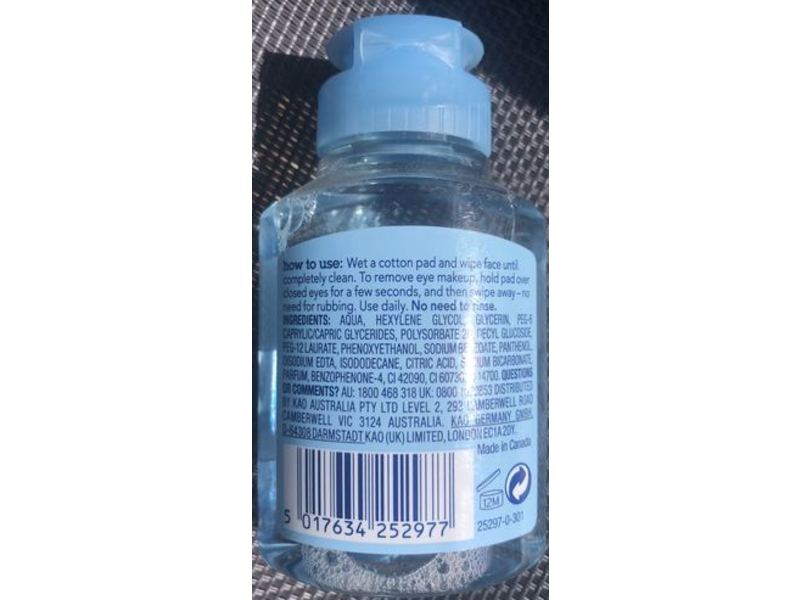 how to use: Wet a cotton pad and wipe face until
completely clean. To remove eye makeup, hold pad over
closed eyes for a few seconds, and then swipe away – no
need for rubbing. Use daily. No need to rinse.
INGREDIENTS: AQUA, HEXYLENE GLYCOL, GLYCERIN, PEG-6
CAPRYLIC/CAPRIC GLYCERIDES, POLYSORBATE DECYL GLUCOSIDE,
PEG-12 LAURATE, PHENOXYETHANOL, SODIUM BENZOATE, PANTHENOL,
DISODIUM EDTA, ISODODECANE, CITRIC ACID, SODIUM BICARBONATE,
PARFUM, BENZOPHENONE-4, CI 42090, CI 60730, CI 14700. QUESTIONS
OR COMMENTS? AU: 1800 468 318 UK: 0800 DISTRIBUTED
BY KAO AUSTRALIA PTY LTD LEVEL 2, 293 CAMBERWELL ROAD
CAMBERWELL VIC 3124 AUSTRALIA. KAO GERMANY GMBH,
D-64308 DARMSTADT KAO (UK) LIMITED, LONDON EC1A 2DY.
Made in Canada
12M
25297-0-301
5 017634 252977